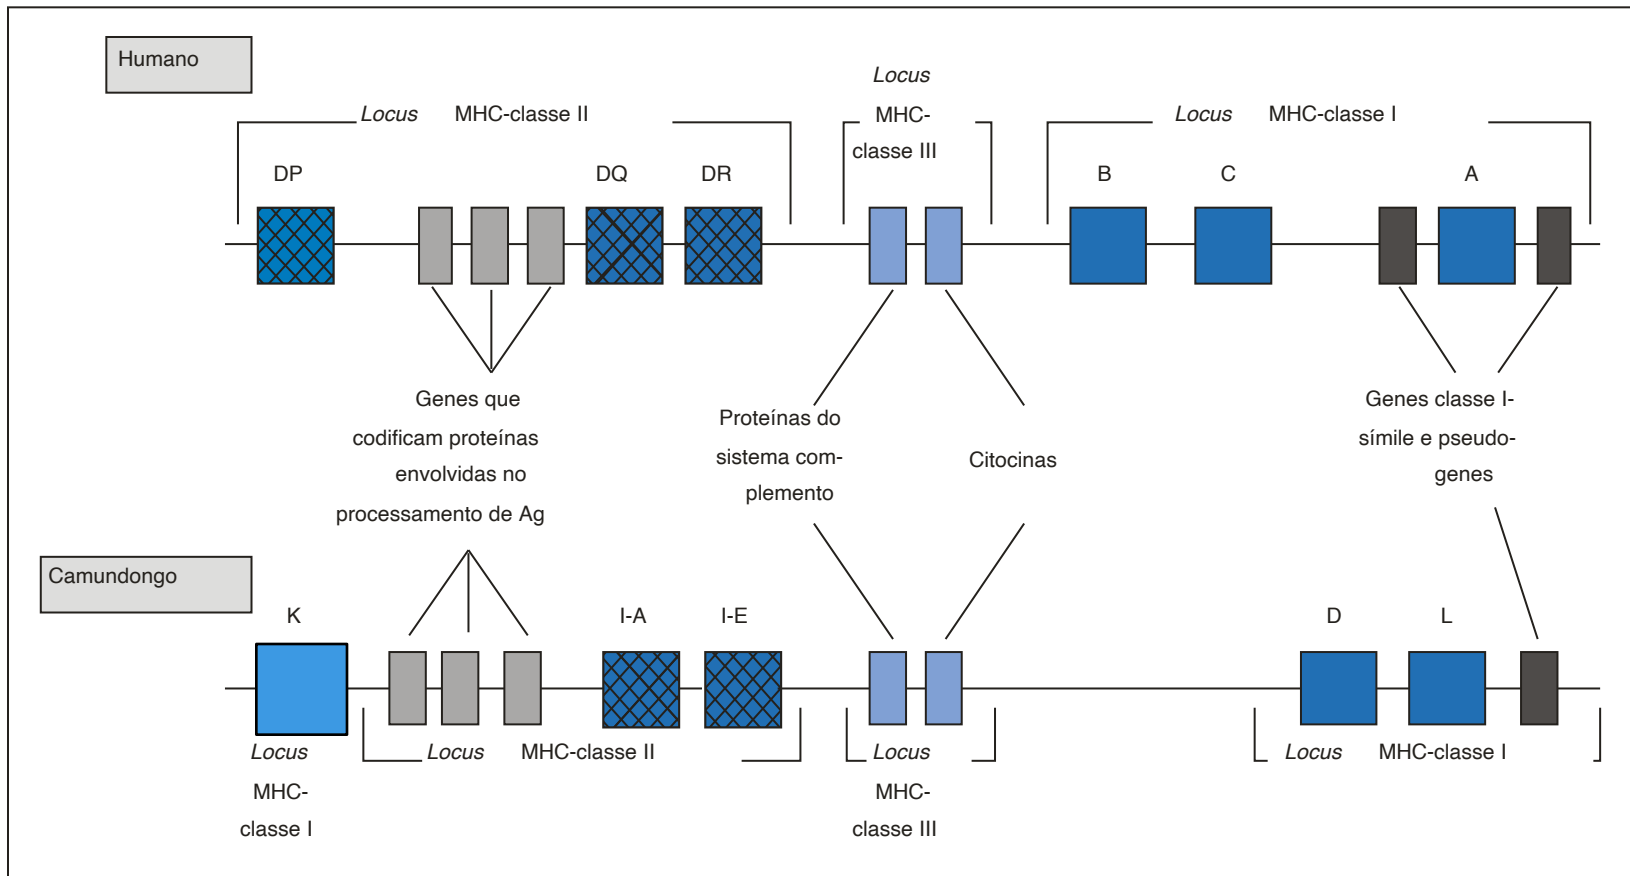 Humano
Locus MHC-classe II
Locus
MHC-
classe III
Locus MHC-classe I
DP
DQ
DR
B
C
A
Genes que
codificam proteínas
envolvidas no
processamento de Ag
Proteínas do
sistema com-
plemento
Citocinas
Genes classe I-
símile e pseudo-
genes
Camundongo
K
I-A
I-E
D
L
Locus
MHC-
classe I
Locus MHC-classe II
Locus
MHC-
classe III
Locus MHC-classe I